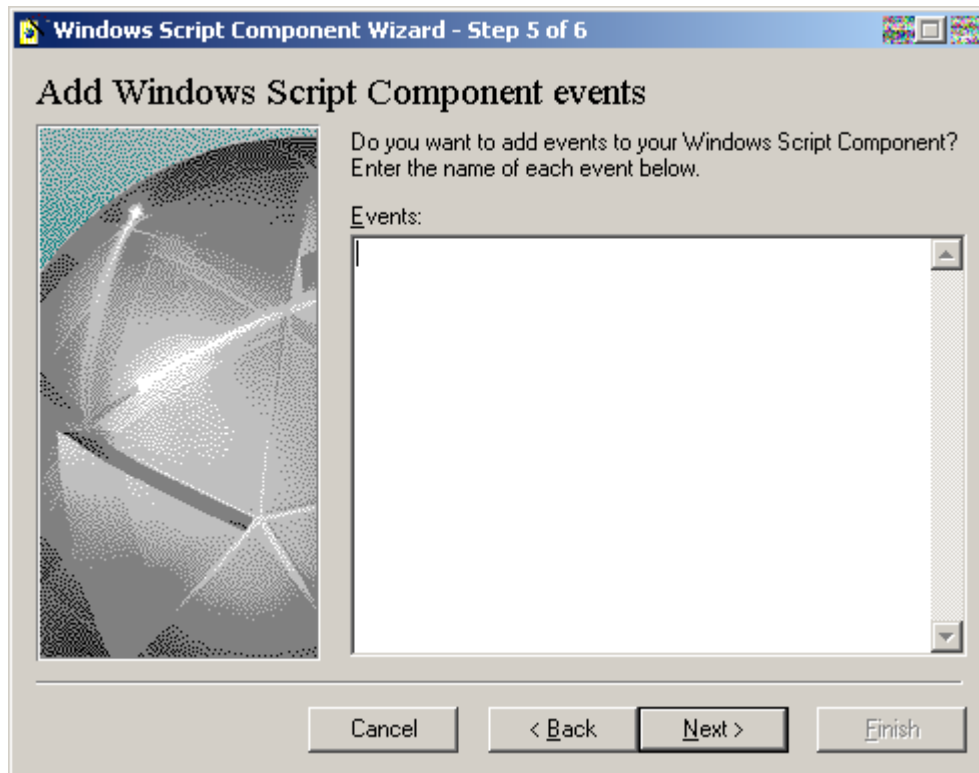 Windows Script Component Wizard - Step 5 of 6
Add Windows Script Component events
Do you want to add events to your Windows Script Component?
Enter the name of each event below.
Events:
Cancel
< Back
Next >
Finish